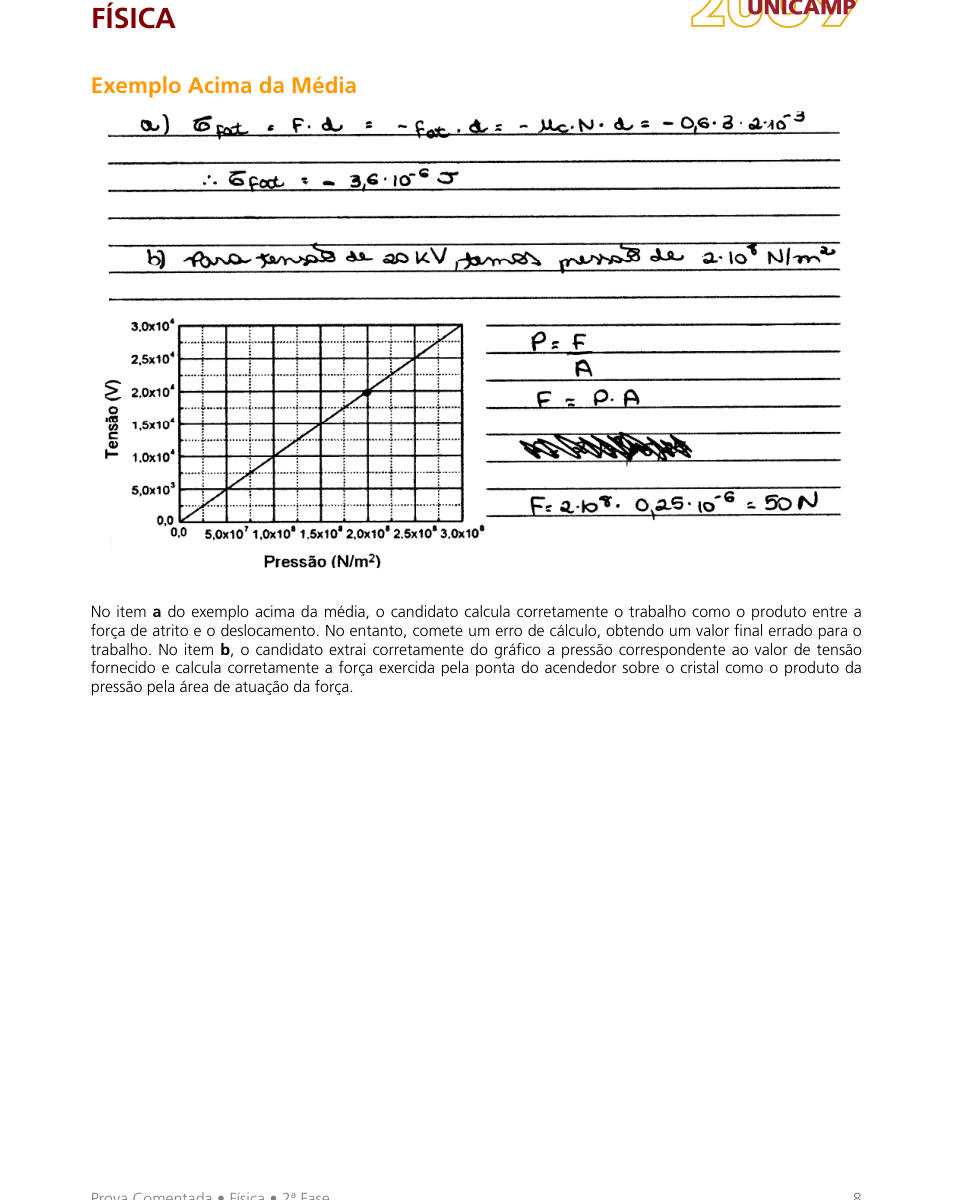 FÍSICA
2009
UNICAMP
Exemplo Acima da Média
a) Ꞇfat = F. d = - fat. d = - μc. N. d = - 0,6. 3. 2.10⁻³
∴ Ꞇfat = - 3,6.10⁻⁶ J
b) Para tensão de 20 KV, temos pressão de 2.10⁸ N/m²
Tensão (V)
3,0x10⁴
2,5x10⁴
2,0x10⁴
1,5x10⁴
1,0x10⁴
5,0x10³
0,0
0,0 5,0x10⁷ 1,0x10⁸ 1,5x10⁸ 2,0x10⁸ 2,5x10⁸ 3,0x10⁸
Pressão (N/m²)
P = F
A
F = P. A
F = 2.10⁸. 0,25.10⁻⁶ = 50 N
No item a do exemplo acima da média, o candidato calcula corretamente o trabalho como o produto entre a
força de atrito e o deslocamento. No entanto, comete um erro de cálculo, obtendo um valor final errado para o
trabalho. No item b, o candidato extrai corretamente do gráfico a pressão correspondente ao valor de tensão
fornecido e calcula corretamente a força exercida pela ponta do acendedor sobre o cristal como o produto da
pressão pela área de atuação da força.
Prova Comentada • Física • 2ª Fase
8